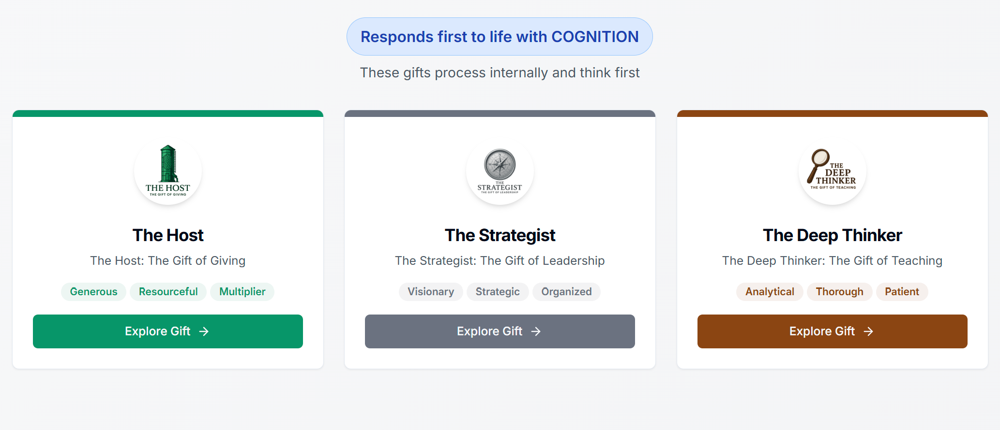 Responds first to life with COGNITION
These gifts process internally and think first
THE HOST
THE GIFT OF GIVING
N
W E
S
THE
STRATEGIST
THE GIFT OF LEADERSHIP
THE
DEEP
THINKER
THE GIFT OF TEACHING
The Host
The Strategist
The Deep Thinker
The Host: The Gift of Giving
The Strategist: The Gift of Leadership
The Deep Thinker: The Gift of Teaching
Generous Resourceful Multiplier
Visionary Strategic Organized
Analytical Thorough Patient
Explore Gift →
Explore Gift →
Explore Gift →